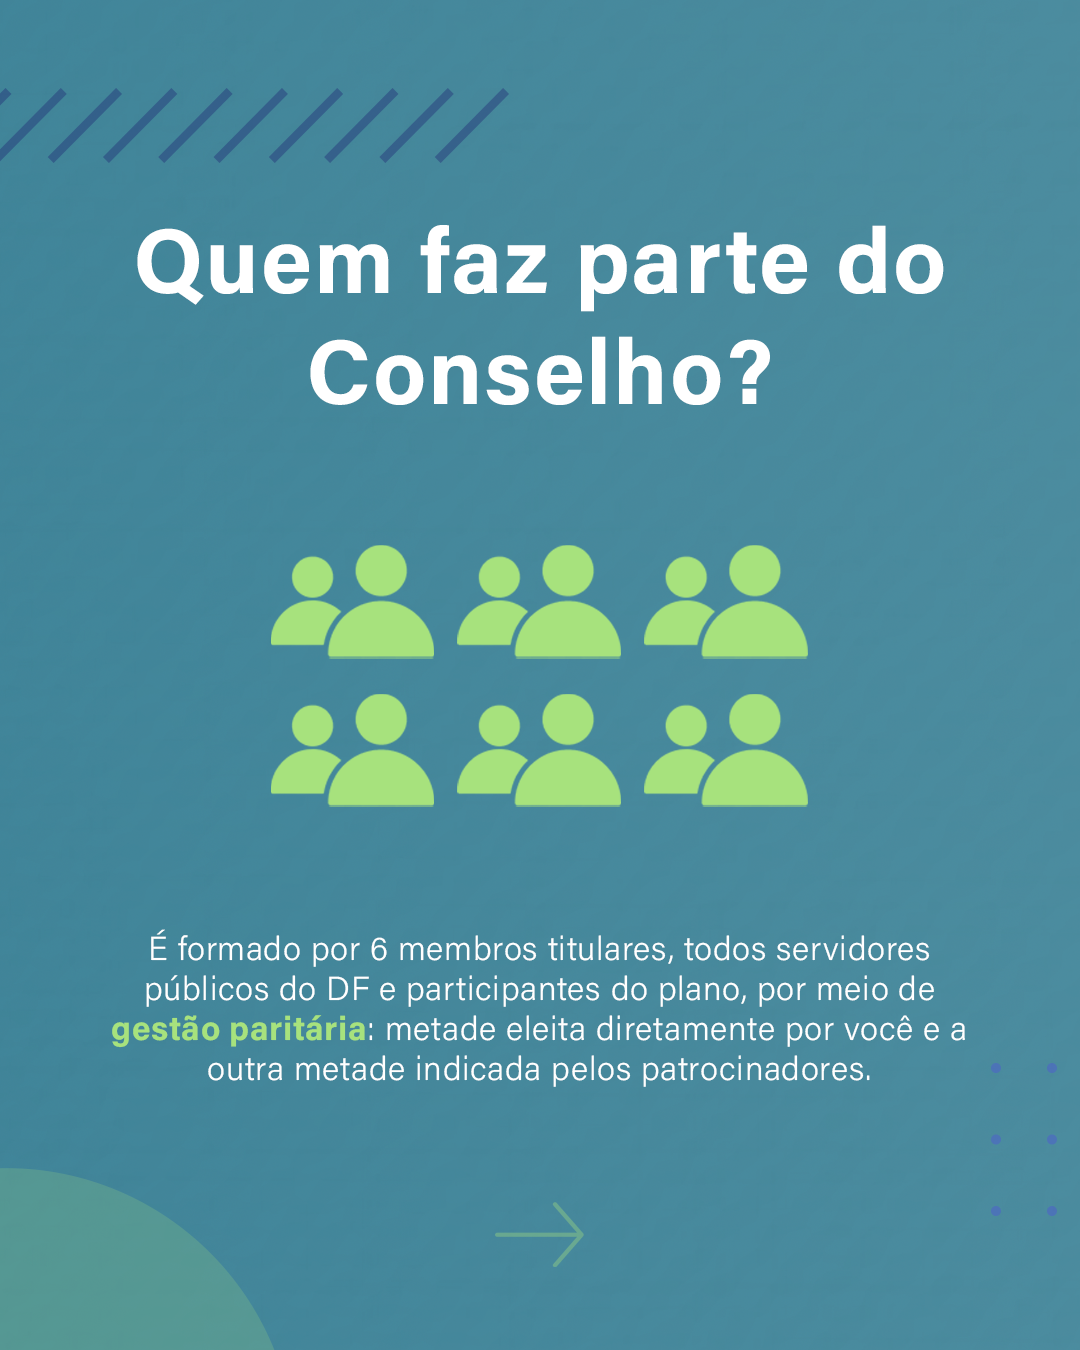 Quem faz parte do
Conselho?
É formado por 6 membros titulares, todos servidores
públicos do DF e participantes do plano, por meio de
gestão paritária: metade eleita diretamente por você e a
outra metade indicada pelos patrocinadores.